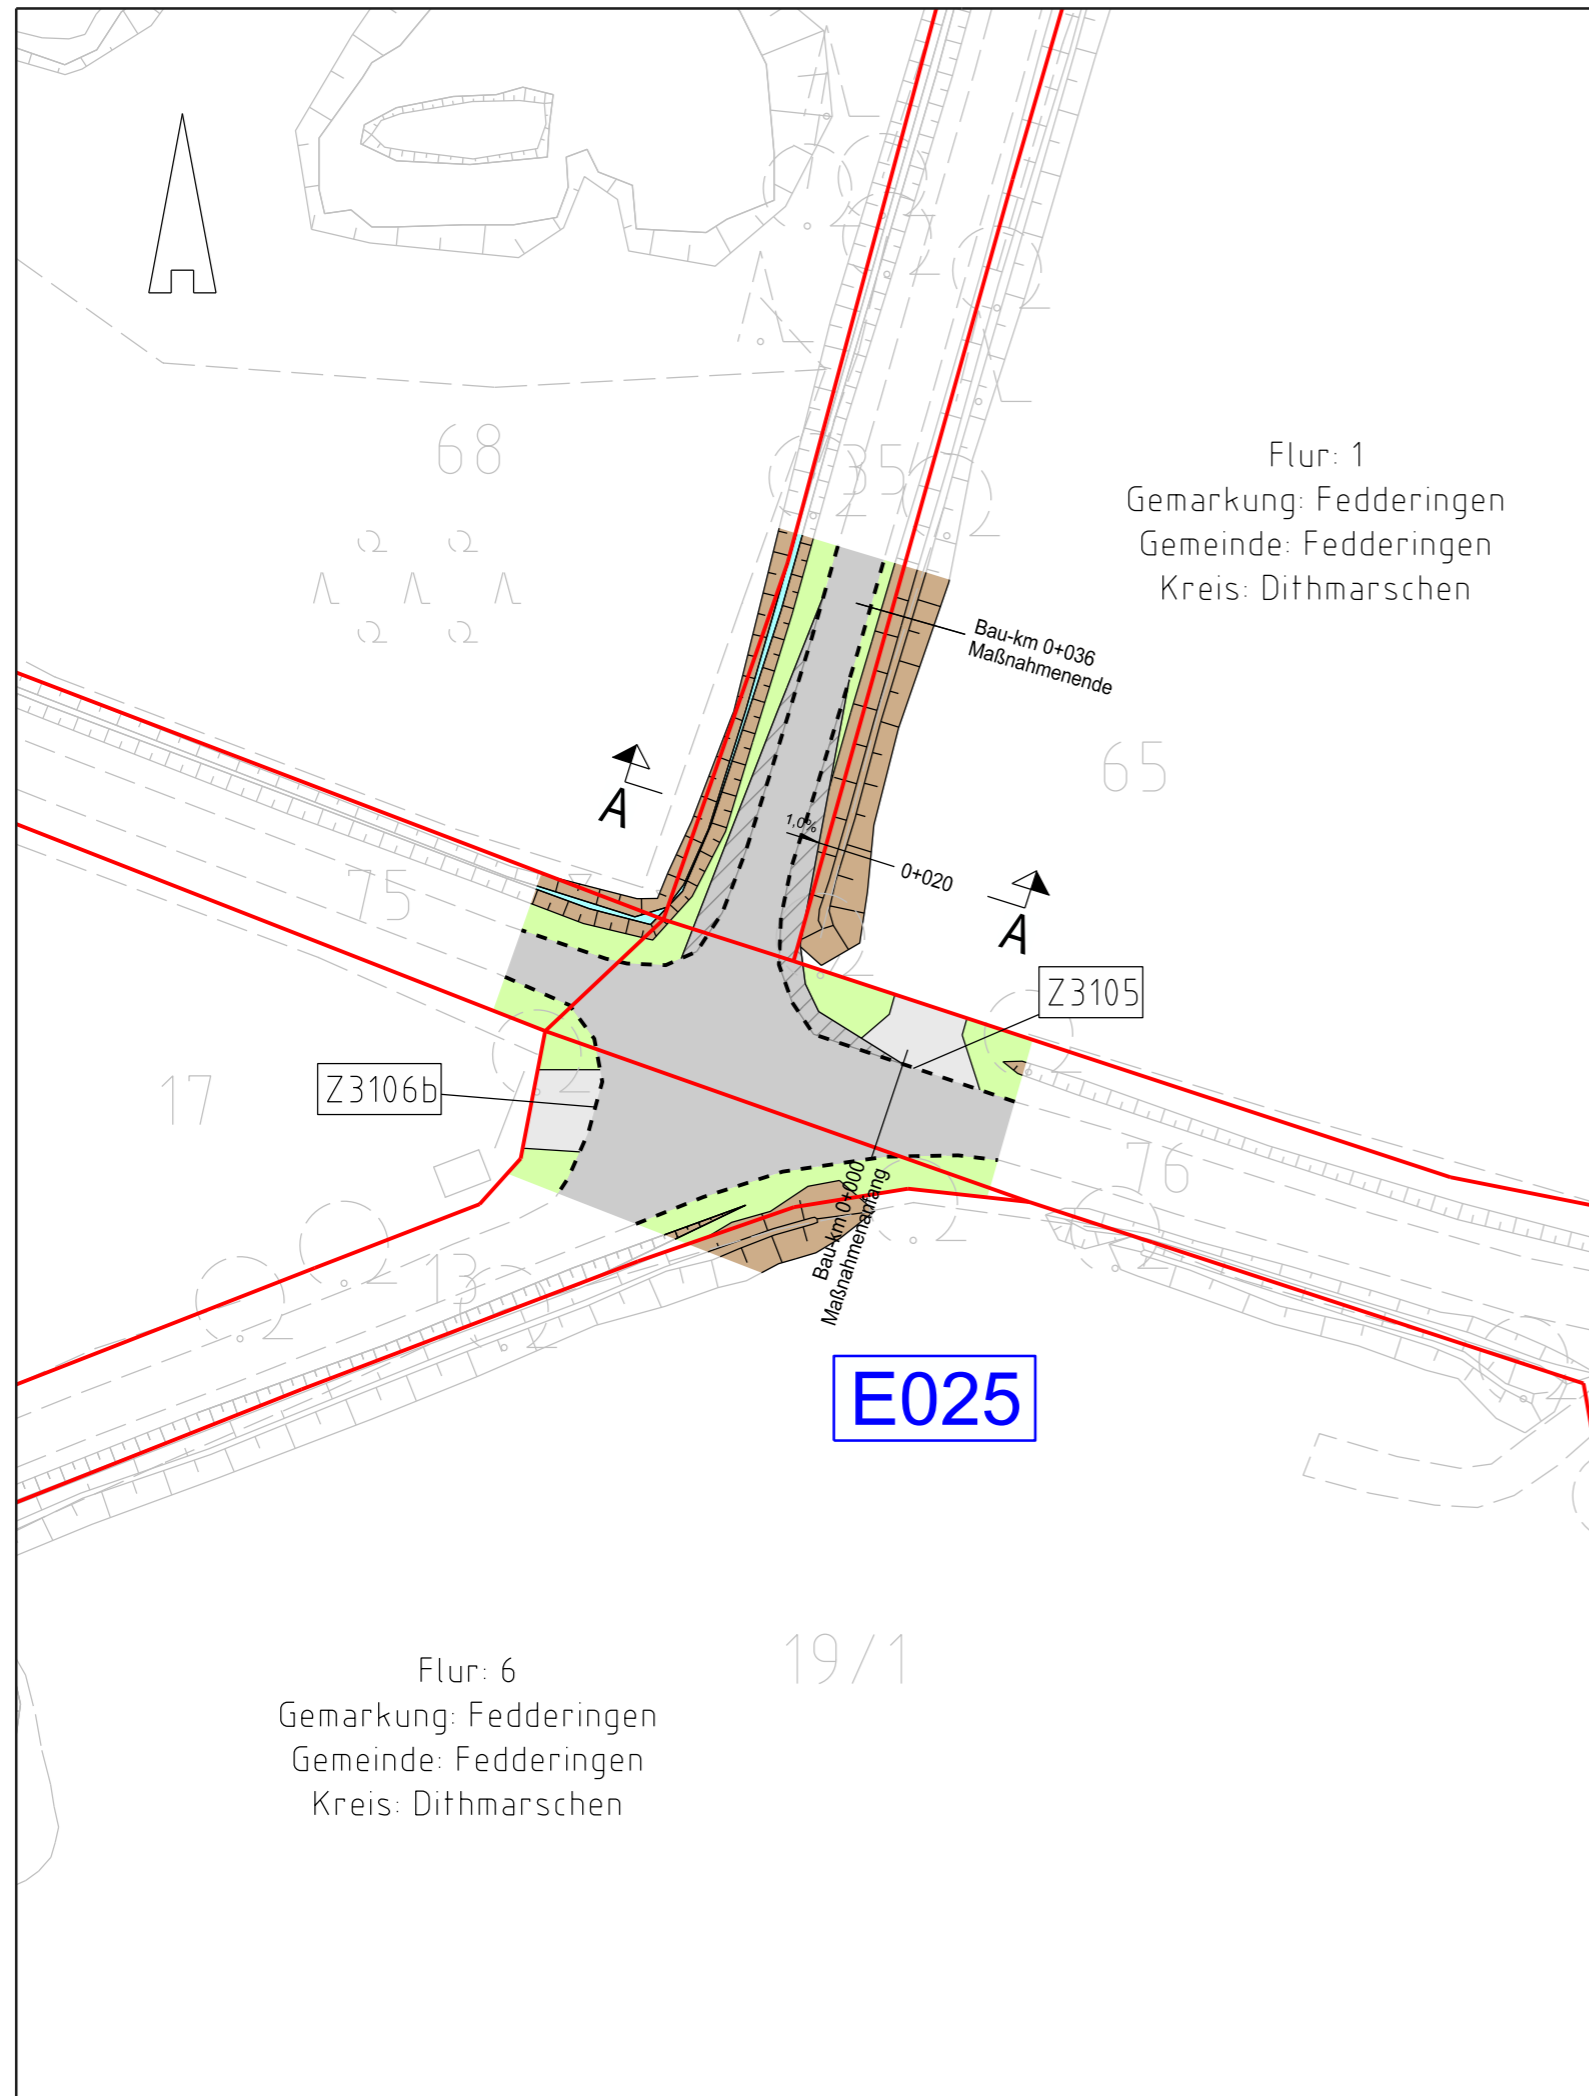 68
35
Flur: 1
Gemarkung: Fedderingen
Gemeinde: Fedderingen
Kreis: Dithmarschen
Bau-km 0+036
Maßnahmenende
65
A
1,0%
0+020
75
A
Z3105
17
Z3106b
76
13
Bau-km 0+000
Maßnahmenanfang
E025
19/1
Flur: 6
Gemarkung: Fedderingen
Gemeinde: Fedderingen
Kreis: Dithmarschen